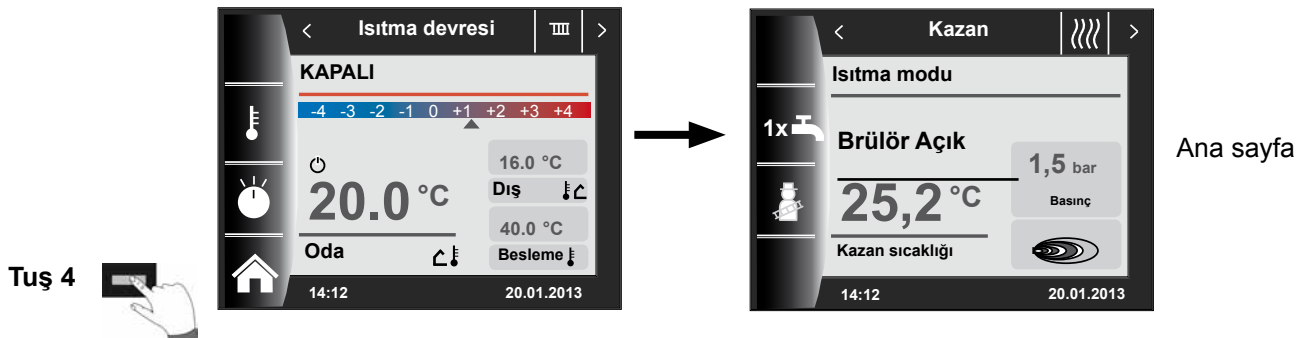 Tuş 4
< Isıtma devresi >
KAPALI
-4 -3 -2 -1 0 +1 +2 +3 +4
16.0 °C
Dış
20.0 °C
40.0 °C
Oda
Besleme
14:12 20.01.2013
< Kazan >
Isıtma modu
1x
Brülör Açık
1,5 bar
Basınç
25,2 °C
Kazan sıcaklığı
14:12 20.01.2013
Ana sayfa